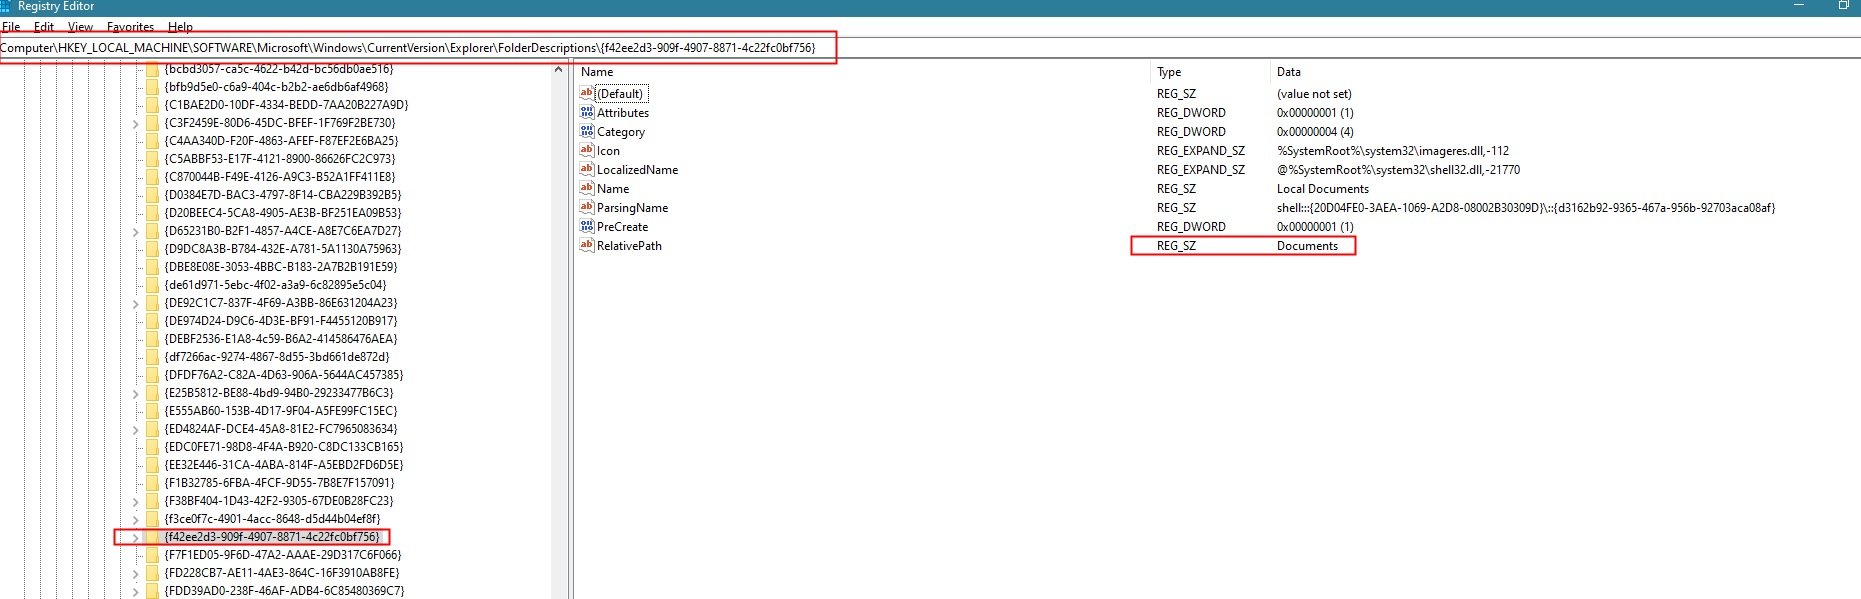 Registry Editor
File Edit View Favorites Help
Computer\HKEY_LOCAL_MACHINE\SOFTWARE\Microsoft\Windows\CurrentVersion\Explorer\FolderDescriptions\{f42ee2d3-909f-4907-8871-4c22fc0bf756}
{bcbd3057-ca5c-4622-b42d-bc56db0ae516}
{bfb9d5e0-c6a9-404c-b2b2-ae6db6af4968}
{C1BAE2D0-10DF-4334-BEDD-7AA20B227A9D}
{C3F2459E-80D6-45DC-BFEF-1F769F2BE730}
{C4AA340D-F20F-4863-AFEF-F87EF2E6BA25}
{C5ABBF53-E17F-4121-8900-86626FC2C973}
{C870044B-F49E-4126-A9C3-B52A1FF411E8}
{D0384E7D-BAC3-4797-8F14-CBA229B392B5}
{D20BEEC4-5CA8-4905-AE3B-BF251EA09B53}
{D65231B0-B2F1-4857-A4CE-A8E7C6EA7D27}
{D9DC8A3B-B784-432E-A781-5A1130A75963}
{DBE8E08E-3053-4BBC-B183-2A7B2B191E59}
{de61d971-5ebc-4f02-a3a9-6c82895e5c04}
{DE92C1C7-837F-4F69-A3BB-86E631204A23}
{DE974D24-D9C6-4D3E-BF91-F4455120B917}
{DEBF2536-E1A8-4c59-B6A2-414586476AEA}
{df7266ac-9274-4867-8d55-3bd661de872d}
{DFDF76A2-C82A-4D63-906A-5644AC457385}
{E25B5812-BE88-4bd9-94B0-29233477B6C3}
{E555AB60-153B-4D17-9F04-A5FE99FC15EC}
{ED4824AF-DCE4-45A8-81E2-FC7965083634}
{EDC0FE71-98D8-4F4A-B920-C8DC133CB165}
{EE32E446-31CA-4ABA-814F-A5EBD2FD6D5E}
{F1B32785-6FBA-4FCF-9D55-7B8E7F157091}
{F38BF404-1D43-42F2-9305-67DE0B28FC23}
{f3ce0f7c-4901-4acc-8648-d5d44b04ef8f}
{f42ee2d3-909f-4907-8871-4c22fc0bf756}
{F7F1ED05-9F6D-47A2-AAAE-29D317C6F066}
{FD228CB7-AE11-4AE3-864C-16F3910AB8FE}
{FDD39AD0-238F-46AF-ADB4-6C85480369C7}
Name Type Data
(Default) REG_SZ (value not set)
Attributes REG_DWORD 0x00000001 (1)
Category REG_DWORD 0x00000004 (4)
Icon REG_EXPAND_SZ %SystemRoot%\system32\imageres.dll,-112
LocalizedName REG_EXPAND_SZ @%SystemRoot%\system32\shell32.dll,-21770
Name REG_SZ Local Documents
ParsingName REG_SZ shell:::{20D04FE0-3AEA-1069-A2D8-08002B30309D}\::{d3162b92-9365-467a-956b-92703aca08af}
PreCreate REG_DWORD 0x00000001 (1)
RelativePath REG_SZ Documents